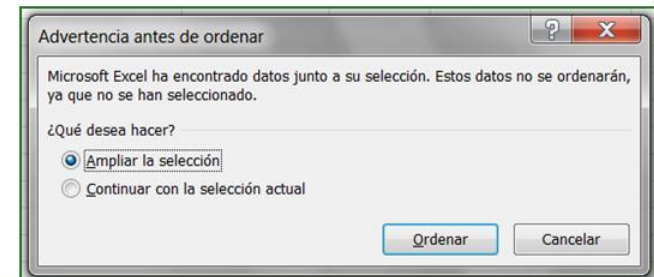 Advertencia antes de ordenar
Microsoft Excel ha encontrado datos junto a su selección. Estos datos no se ordenarán,
ya que no se han seleccionado.
¿Qué desea hacer?
Ampliar la selección
Continuar con la selección actual
Ordenar Cancelar